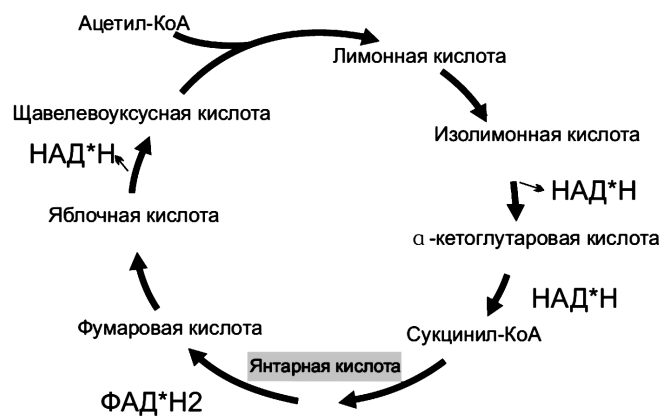 Ацетил-КоА
Лимонная кислота
Щавелевоуксусная кислота
Изолимонная кислота
НАД*Н
НАД*Н
Яблочная кислота
α-кетоглутаровая кислота
НАД*Н
Фумаровая кислота
Сукцинил-КоА
Янтарная кислота
ФАД*Н2